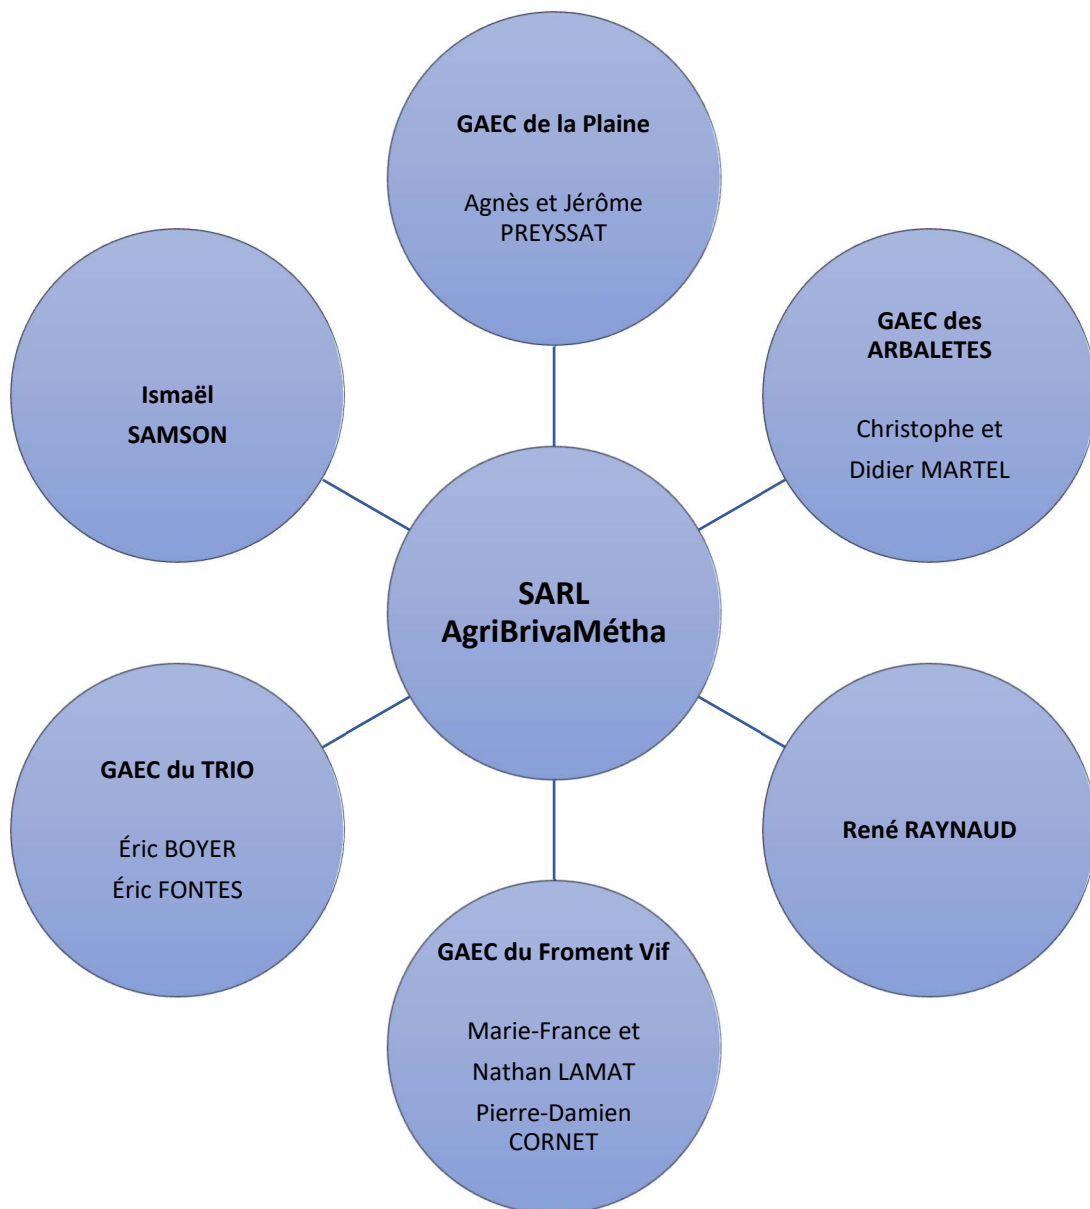 GAEC de la Plaine
Agnès et Jérôme
PREYSSAT
GAEC des
ARBALETES
Christophe et
Didier MARTEL
Ismaël
SAMSON
SARL
AgriBrivaMétha
GAEC du TRIO
Éric BOYER
Éric FONTES
René RAYNAUD
GAEC du Froment Vif
Marie-France et
Nathan LAMAT
Pierre-Damien
CORNET